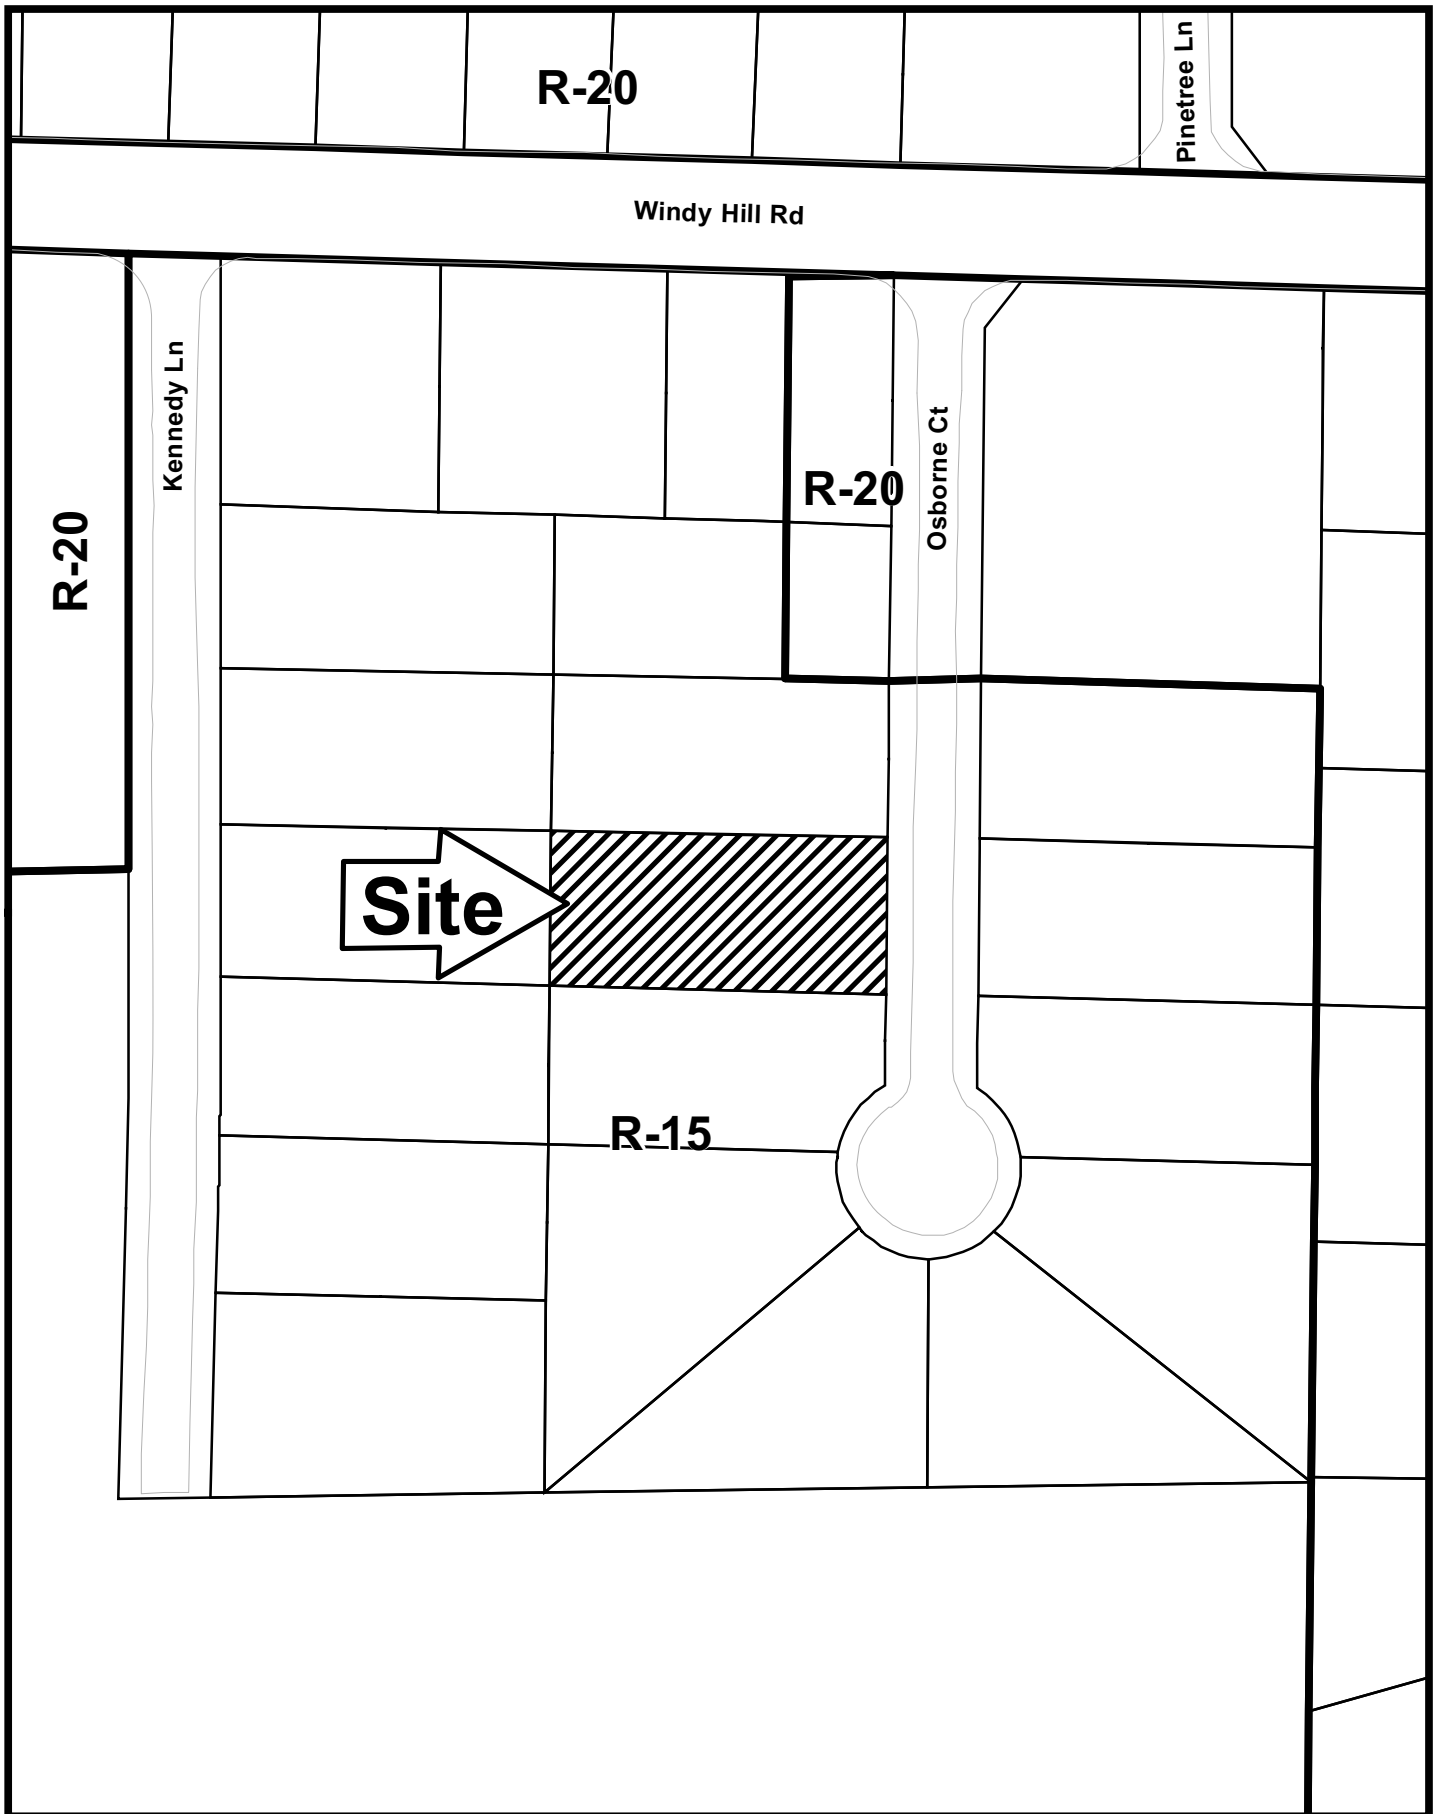 R-20
Pinetree Ln
Windy Hill Rd
Kennedy Ln
R-20
Osborne Ct
R-20
Site
R-15